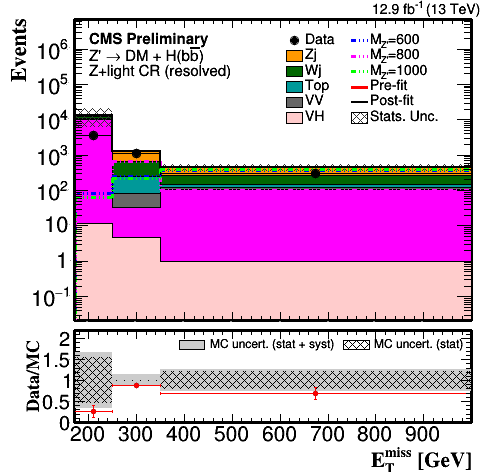 12.9 fb⁻¹ (13 TeV)
CMS Preliminary
Z' → DM + H(bb̅)
Z+light CR (resolved)
Data
Zj
Wj
Top
VV
VH
M_Z'=600
M_Z'=800
M_Z'=1000
Pre-fit
Post-fit
Stats. Unc.
Events
10⁶
10⁵
10⁴
10³
10²
10
1
10⁻¹
MC uncert. (stat + syst)
MC uncert. (stat)
Data/MC
2
1.5
1
0.5
0
200 300 400 500 600 700 800 900 1000
E_T^miss [GeV]